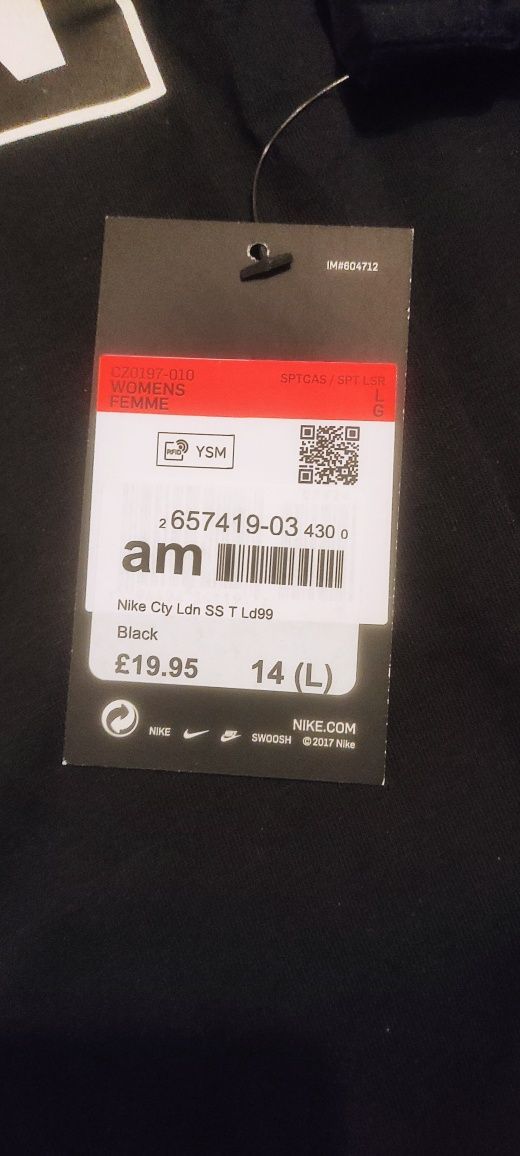 IM#604712
CZ0197-010 SPTCAS / SPT LSR
WOMENS L
FEMME G
RFID YSM
2 657419-03 430 0
am
Nike Cty Ldn SS T Ld99
Black
£19.95 14 (L)
NIKE SWOOSH NIKE.COM
© 2017 Nike